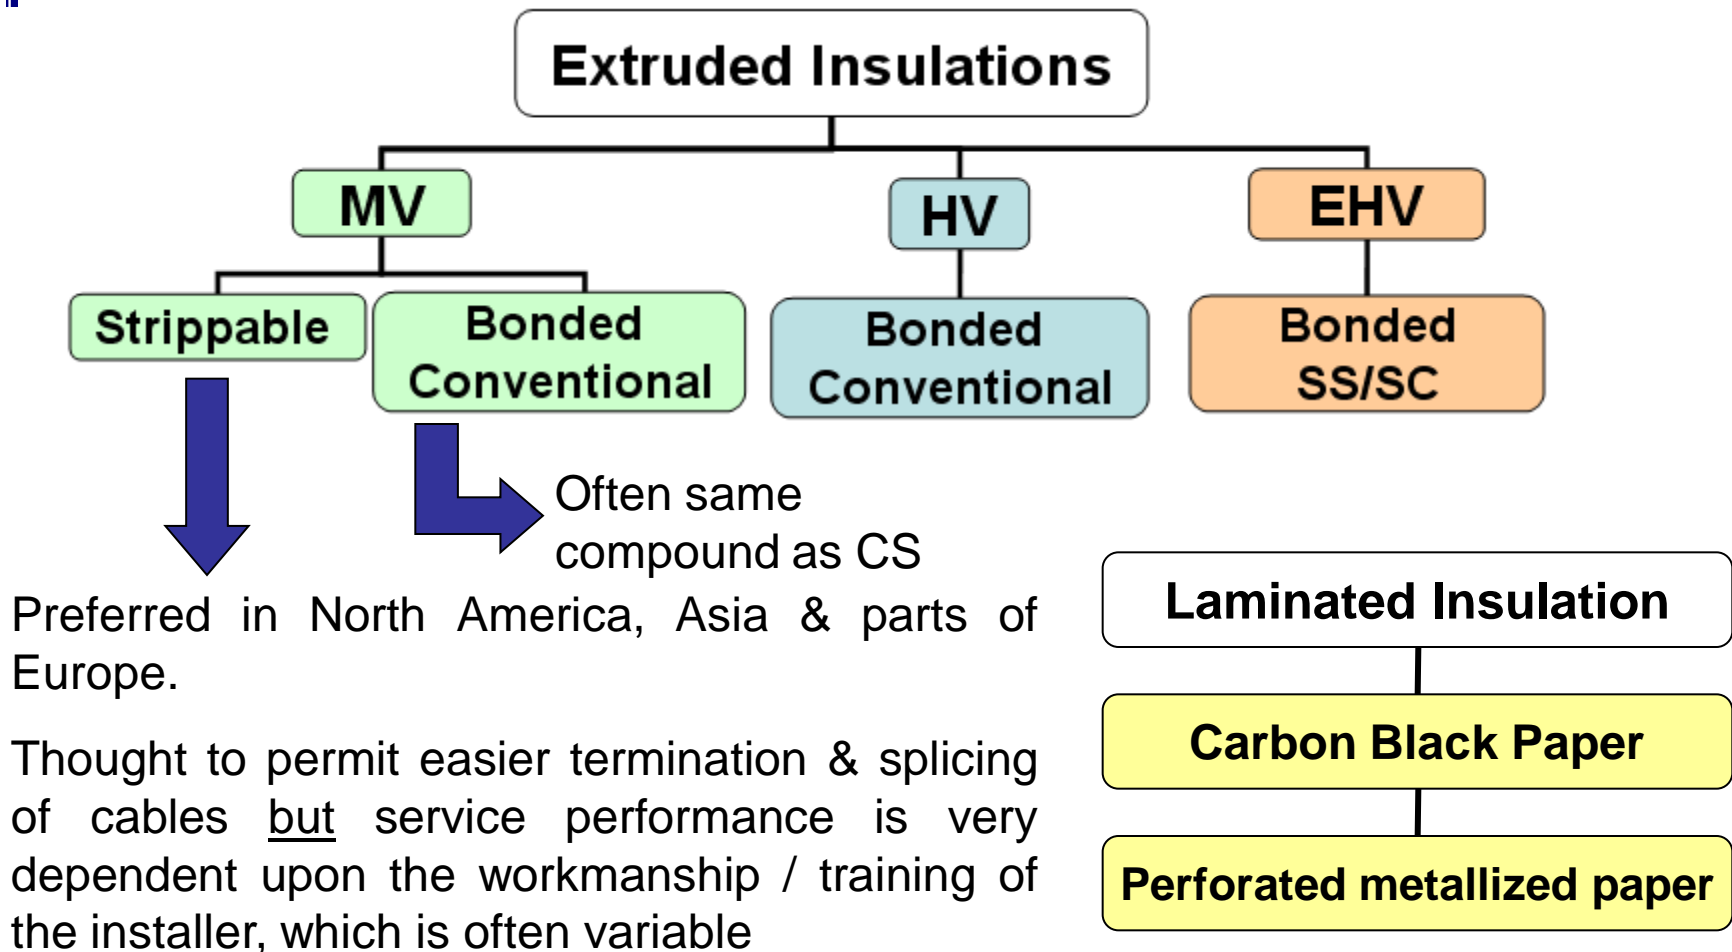 Extruded Insulations
MV
HV
EHV
Strippable
Bonded
Conventional
Bonded
Conventional
Bonded
SS/SC
Often same
compound as CS
Preferred in North America, Asia & parts of
Europe.
Thought to permit easier termination & splicing
of cables but service performance is very
dependent upon the workmanship / training of
the installer, which is often variable
Laminated Insulation
Carbon Black Paper
Perforated metallized paper